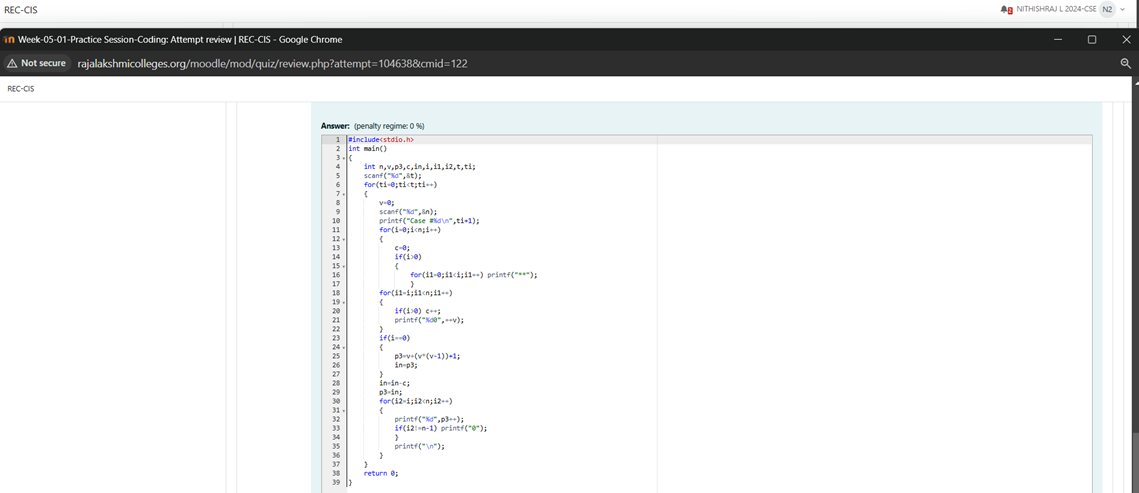 REC-CIS
2 NITHISHRAJ L 2024-CSE N2
Week-05-01-Practice Session-Coding: Attempt review | REC-CIS - Google Chrome
Not secure rajalakshmicolleges.org/moodle/mod/quiz/review.php?attempt=104638&cmid=122
REC-CIS
Answer: (penalty regime: 0 %)
1 #include<stdio.h>
2 int main()
3 {
4 int n,v,p3,c,in,i,i1,i2,t,ti;
5 scanf("%d",&t);
6 for(ti=0;ti<t;ti++)
7 {
8 v=0;
9 scanf("%d",&n);
10 printf("Case #%d\n",ti+1);
11 for(i=0;i<n;i++)
12 {
13 c=0;
14 if(i>0)
15 {
16 for(i1=0;i1<i;i1++) printf("**");
17 }
18 for(i1=i;i1<n;i1++)
19 {
20 if(i>0) c++;
21 printf("%d0",++v);
22 }
23 if(i==0)
24 {
25 p3=v+(v*(v-1))+1;
26 in=p3;
27 }
28 in=in-c;
29 p3=in;
30 for(i2=i;i2<n;i2++)
31 {
32 printf("%d",p3++);
33 if(i2!=n-1) printf("0");
34 }
35 printf("\n");
36 }
37 }
38 return 0;
39 }